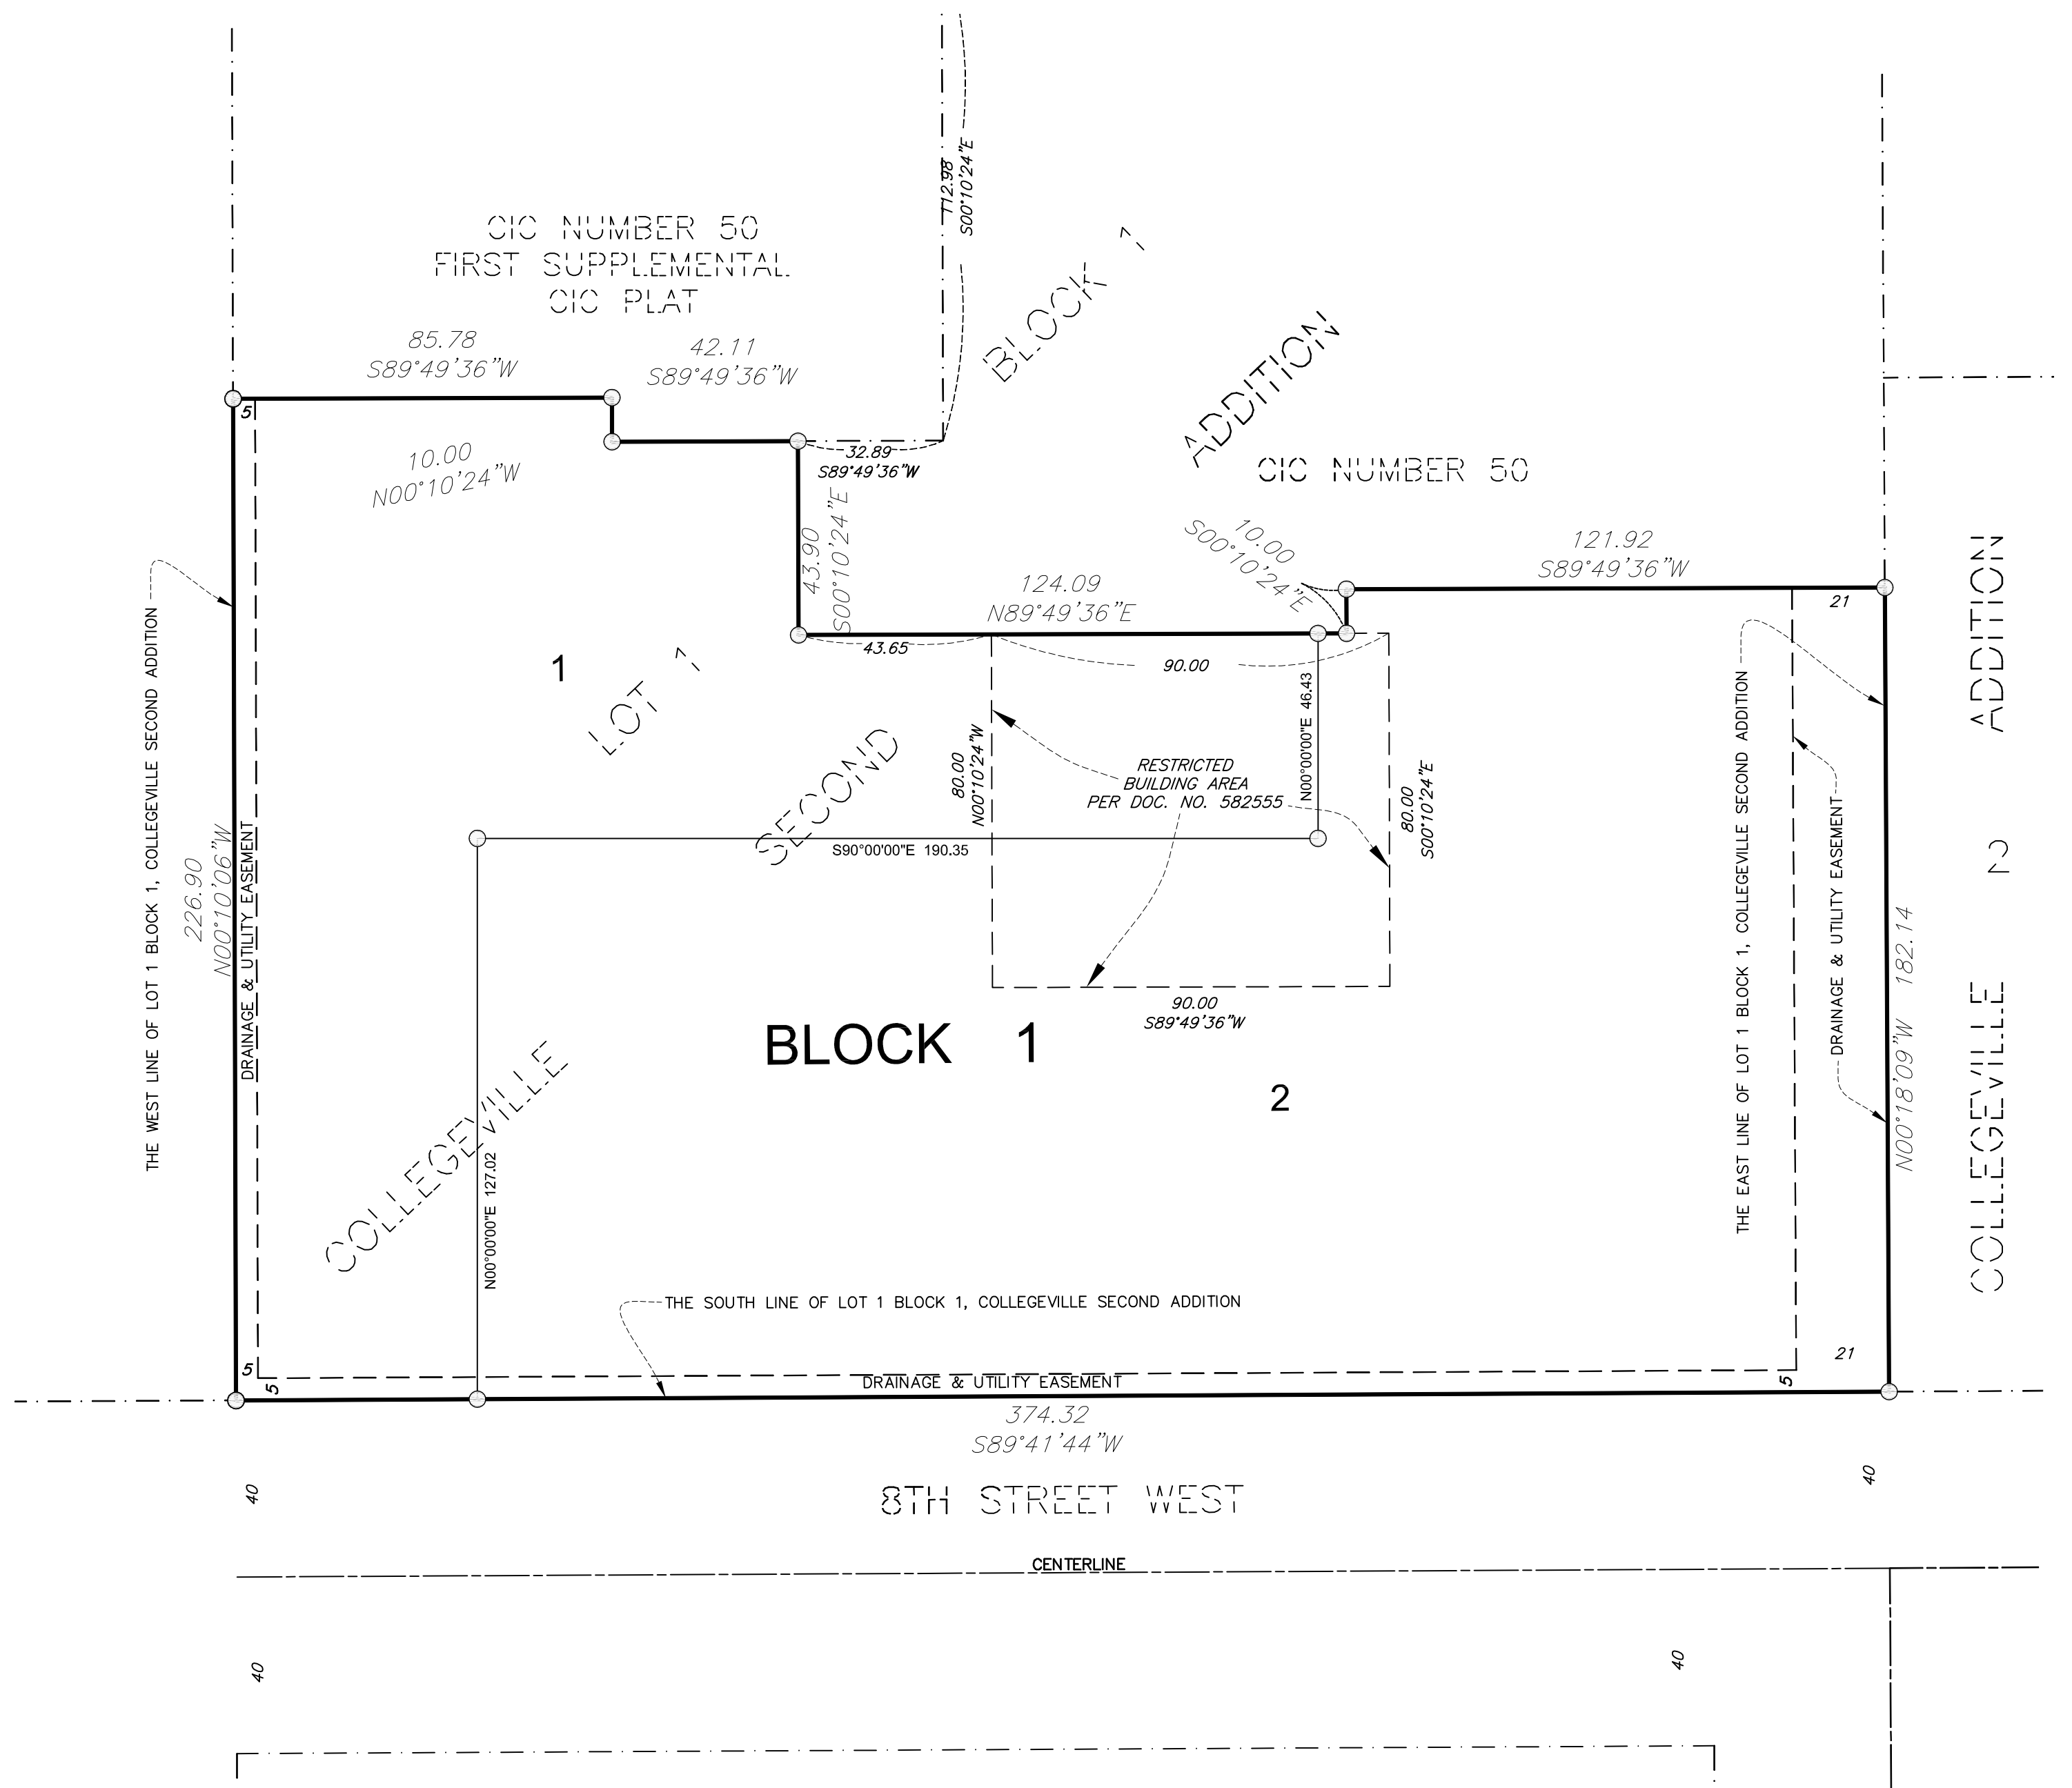 112.98
S00°10'24"E
CIC NUMBER 50
FIRST SUPPLEMENTAL
CIC PLAT
BLOCK 1
ADDITION
85.78
S89°49'36"W
42.11
S89°49'36"W
5
10.00
N00°10'24"W
32.89
S89°49'36"W
CIC NUMBER 50
43.90
S00°10'24"E
10.00
S00°10'24"E
121.92
S89°49'36"W
124.09
N89°49'36"E
21
43.65
90.00
1
LOT 1
SECOND
COLLEGEVILLE
THE WEST LINE OF LOT 1 BLOCK 1, COLLEGEVILLE SECOND ADDITION
226.90
N00°10'06"W
DRAINAGE & UTILITY EASEMENT
80.00
N00°10'24"W
RESTRICTED
BUILDING AREA
PER DOC. NO. 582555
N00°00'00"E 46.43
80.00
S00°10'24"E
S90°00'00"E 190.35
90.00
S89°49'36"W
BLOCK 1
2
N00°00'00"E 127.02
THE EAST LINE OF LOT 1 BLOCK 1, COLLEGEVILLE SECOND ADDITION
DRAINAGE & UTILITY EASEMENT
N00°18'09"W 182.14
COLLEGEVILLE 2 ADDITION
THE SOUTH LINE OF LOT 1 BLOCK 1, COLLEGEVILLE SECOND ADDITION
5
5
DRAINAGE & UTILITY EASEMENT
5
21
374.32
S89°41'44"W
40
8TH STREET WEST
40
CENTERLINE
40
40